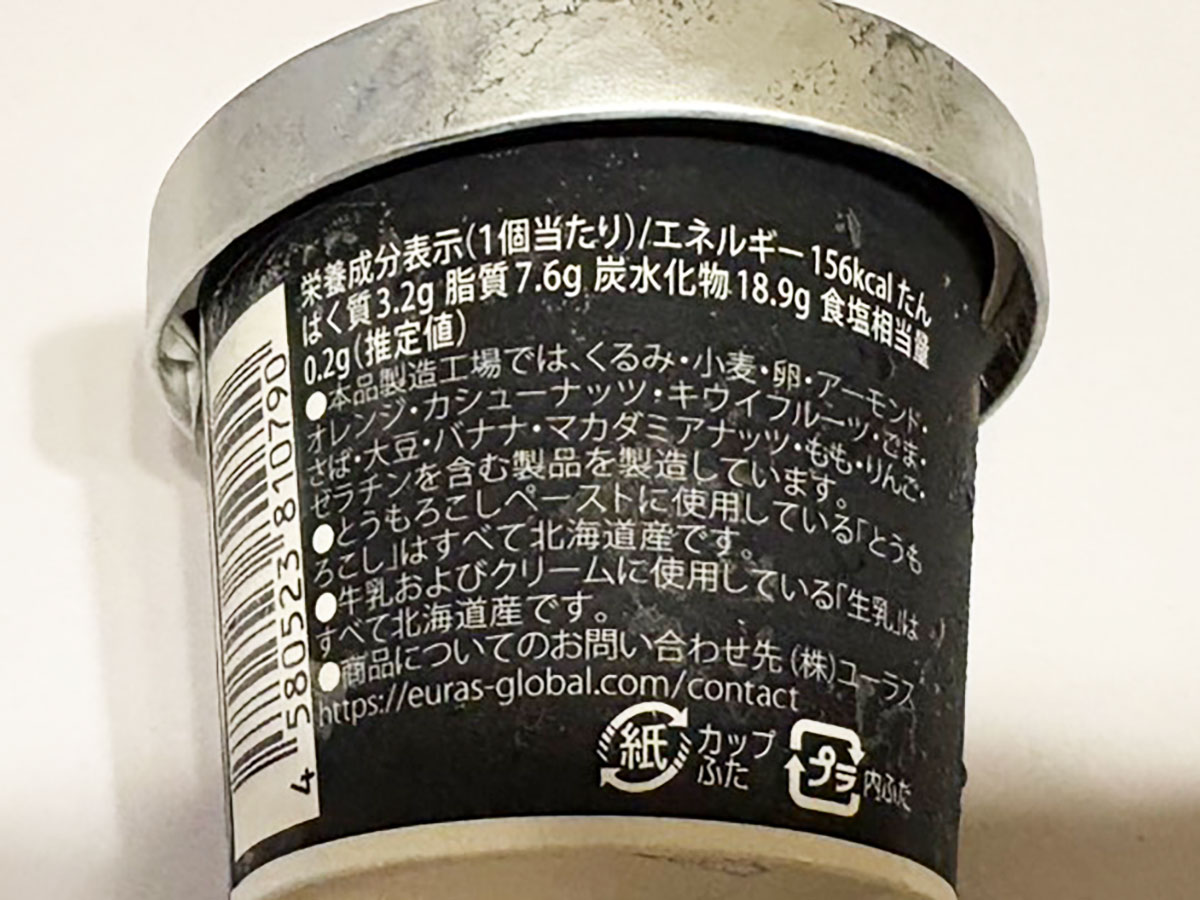 栄養成分表示(1個当たり)/エネルギー 156kcal たん
ぱく質 3.2g 脂質 7.6g 炭水化物 18.9g 食塩相当量
0.2g(推定値)
●本品製造工場では、くるみ・小麦・卵・アーモンド・
オレンジ・カシューナッツ・キウイフルーツ・ごま・
さば・大豆・バナナ・マカダミアナッツ・もも・りんご・
ゼラチンを含む製品を製造しています。
●とうもろこしペーストに使用している「とうも
ろこし」はすべて北海道産です。
●牛乳およびクリームに使用している「生乳」は
すべて北海道産です。
●商品についてのお問い合わせ先 (株)ユーラス
https://euras-global.com/contact
紙 カップ
ふた
プラ 内ふた
4 580523 810790